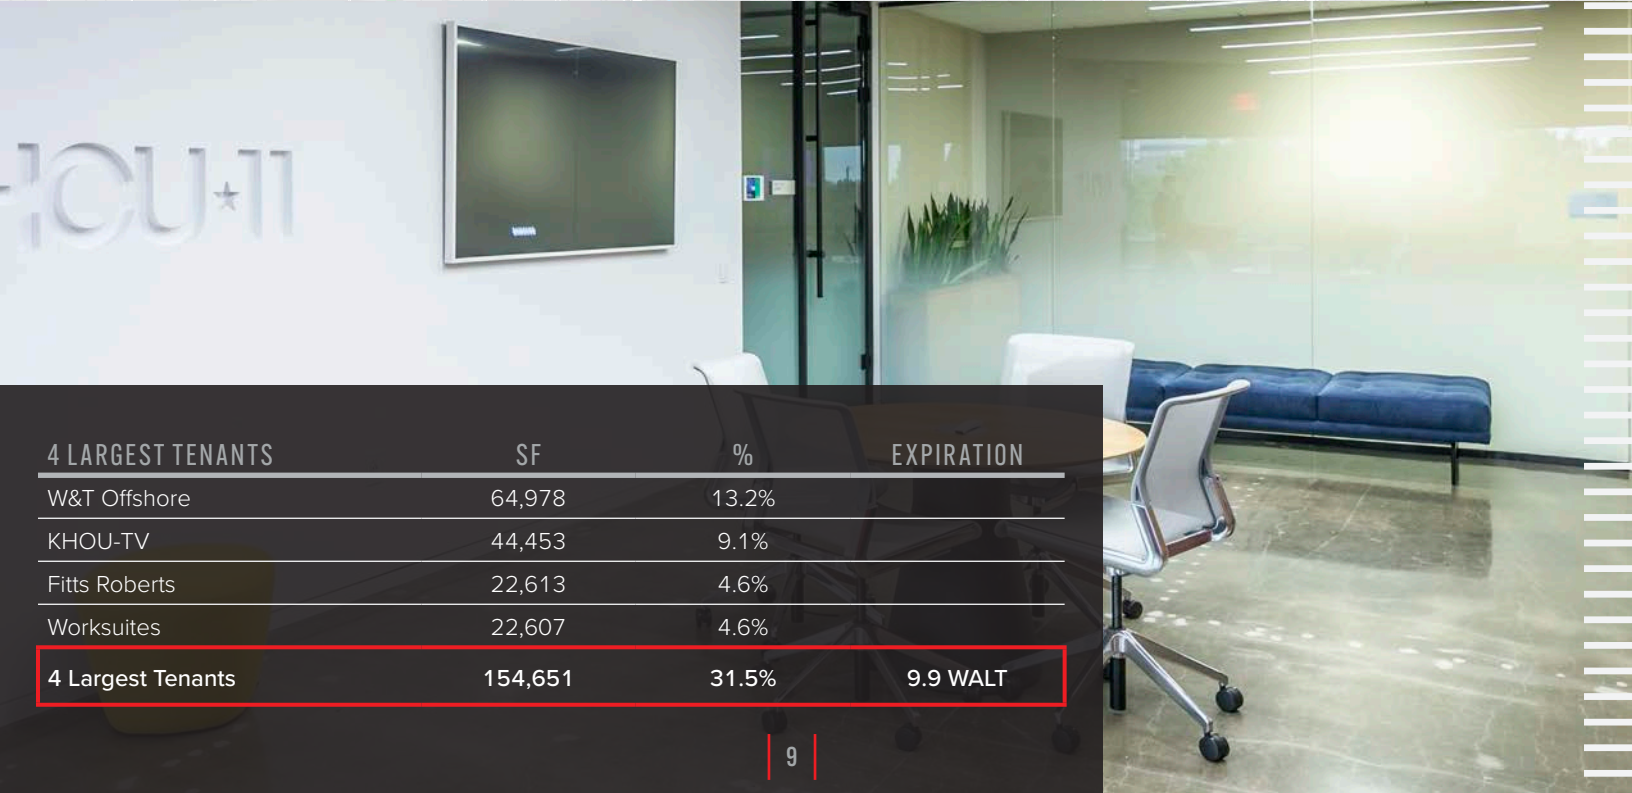 HOU★11
4 LARGEST TENANTS SF % EXPIRATION
W&T Offshore 64,978 13.2%
KHOU-TV 44,453 9.1%
Fitts Roberts 22,613 4.6%
Worksuites 22,607 4.6%
4 Largest Tenants 154,651 31.5% 9.9 WALT
9